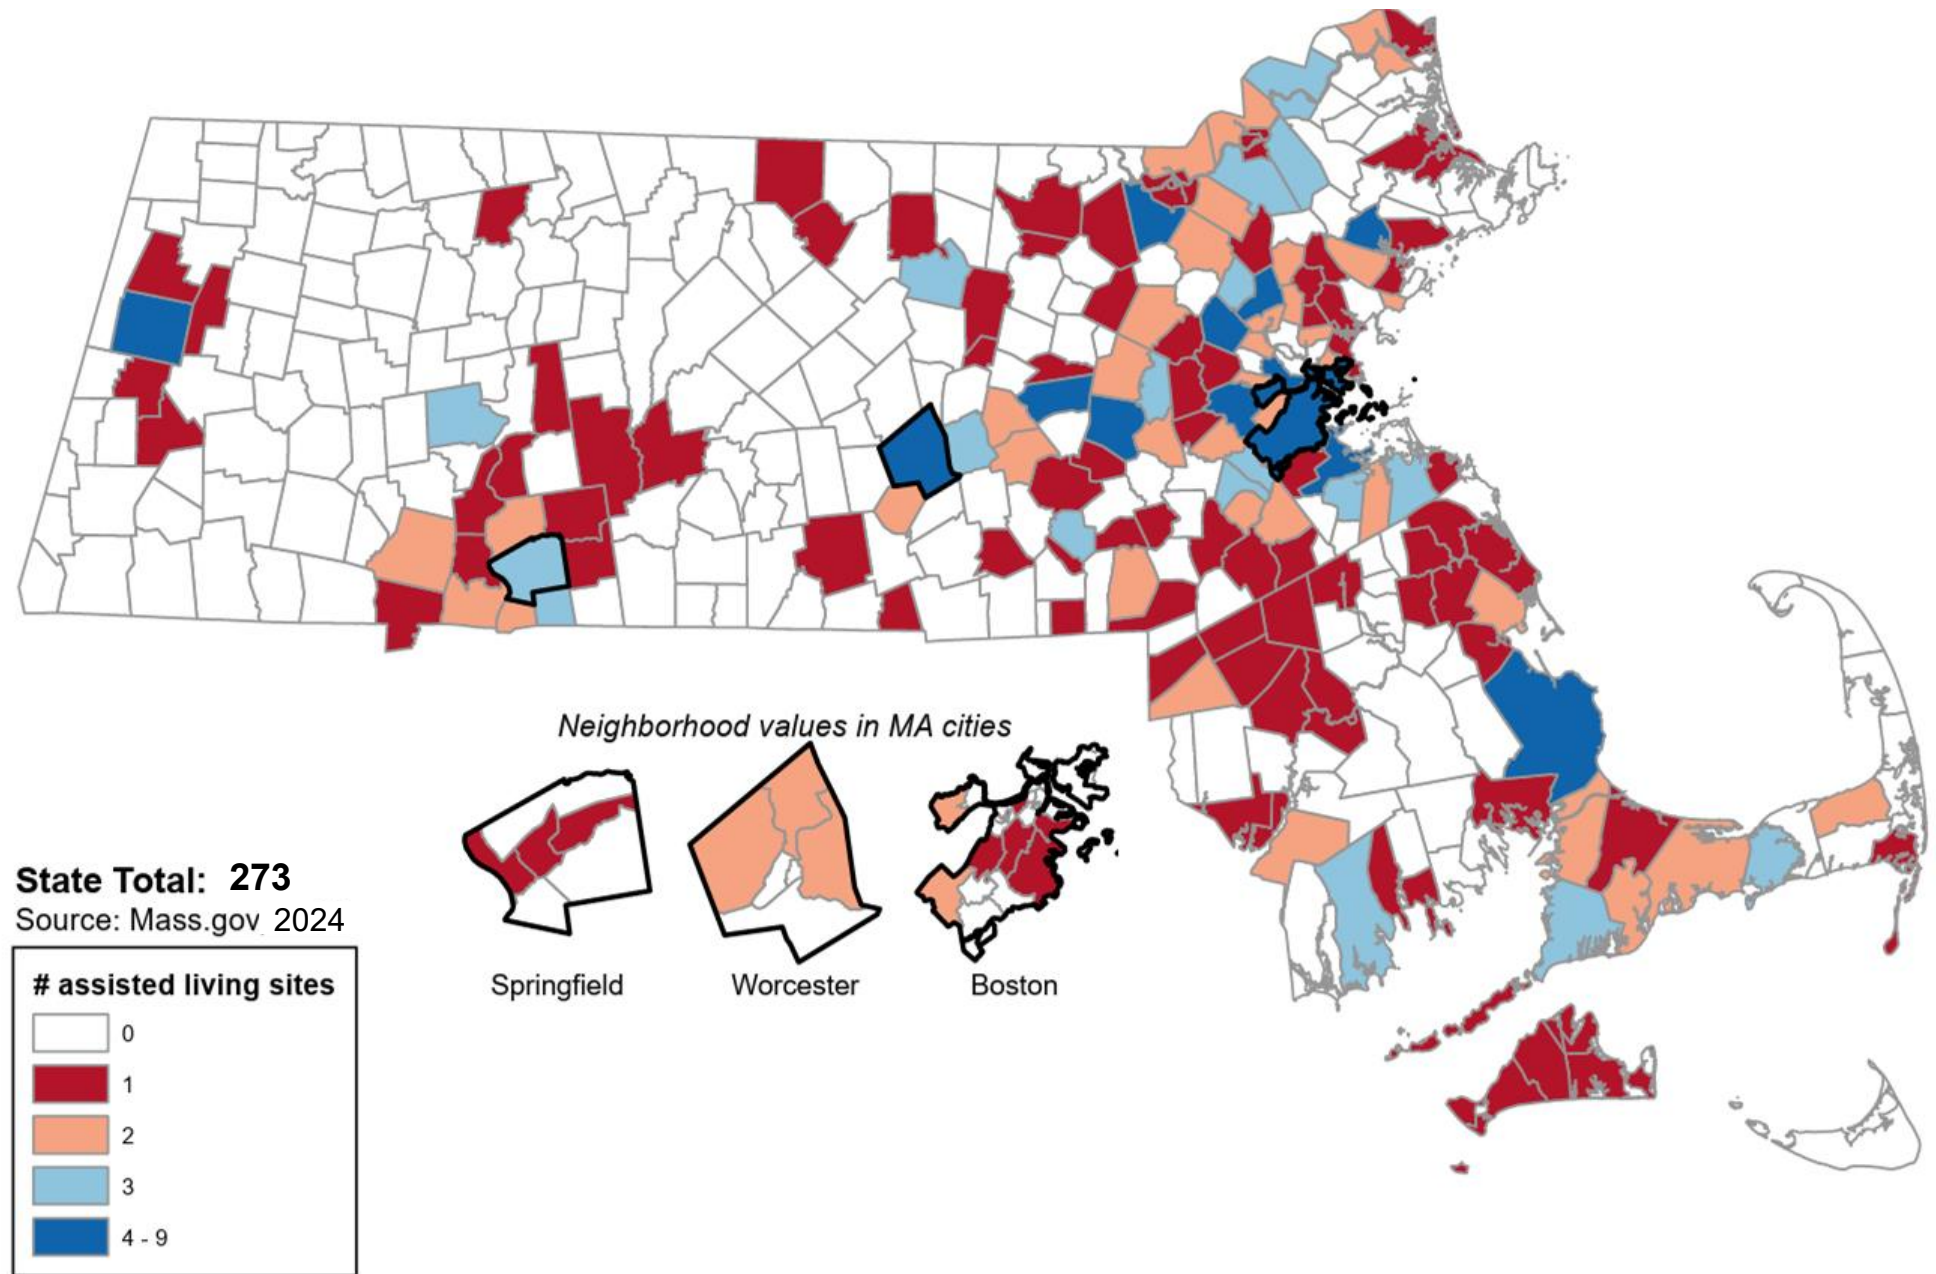 Neighborhood values in MA cities
Springfield
Worcester
Boston
State Total: 273
Source: Mass.gov 2024
# assisted living sites
0
1
2
3
4 - 9